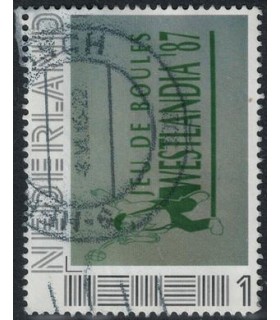 NEDERLAND
JEU DE BOULES
WESTLANDIA '87
1